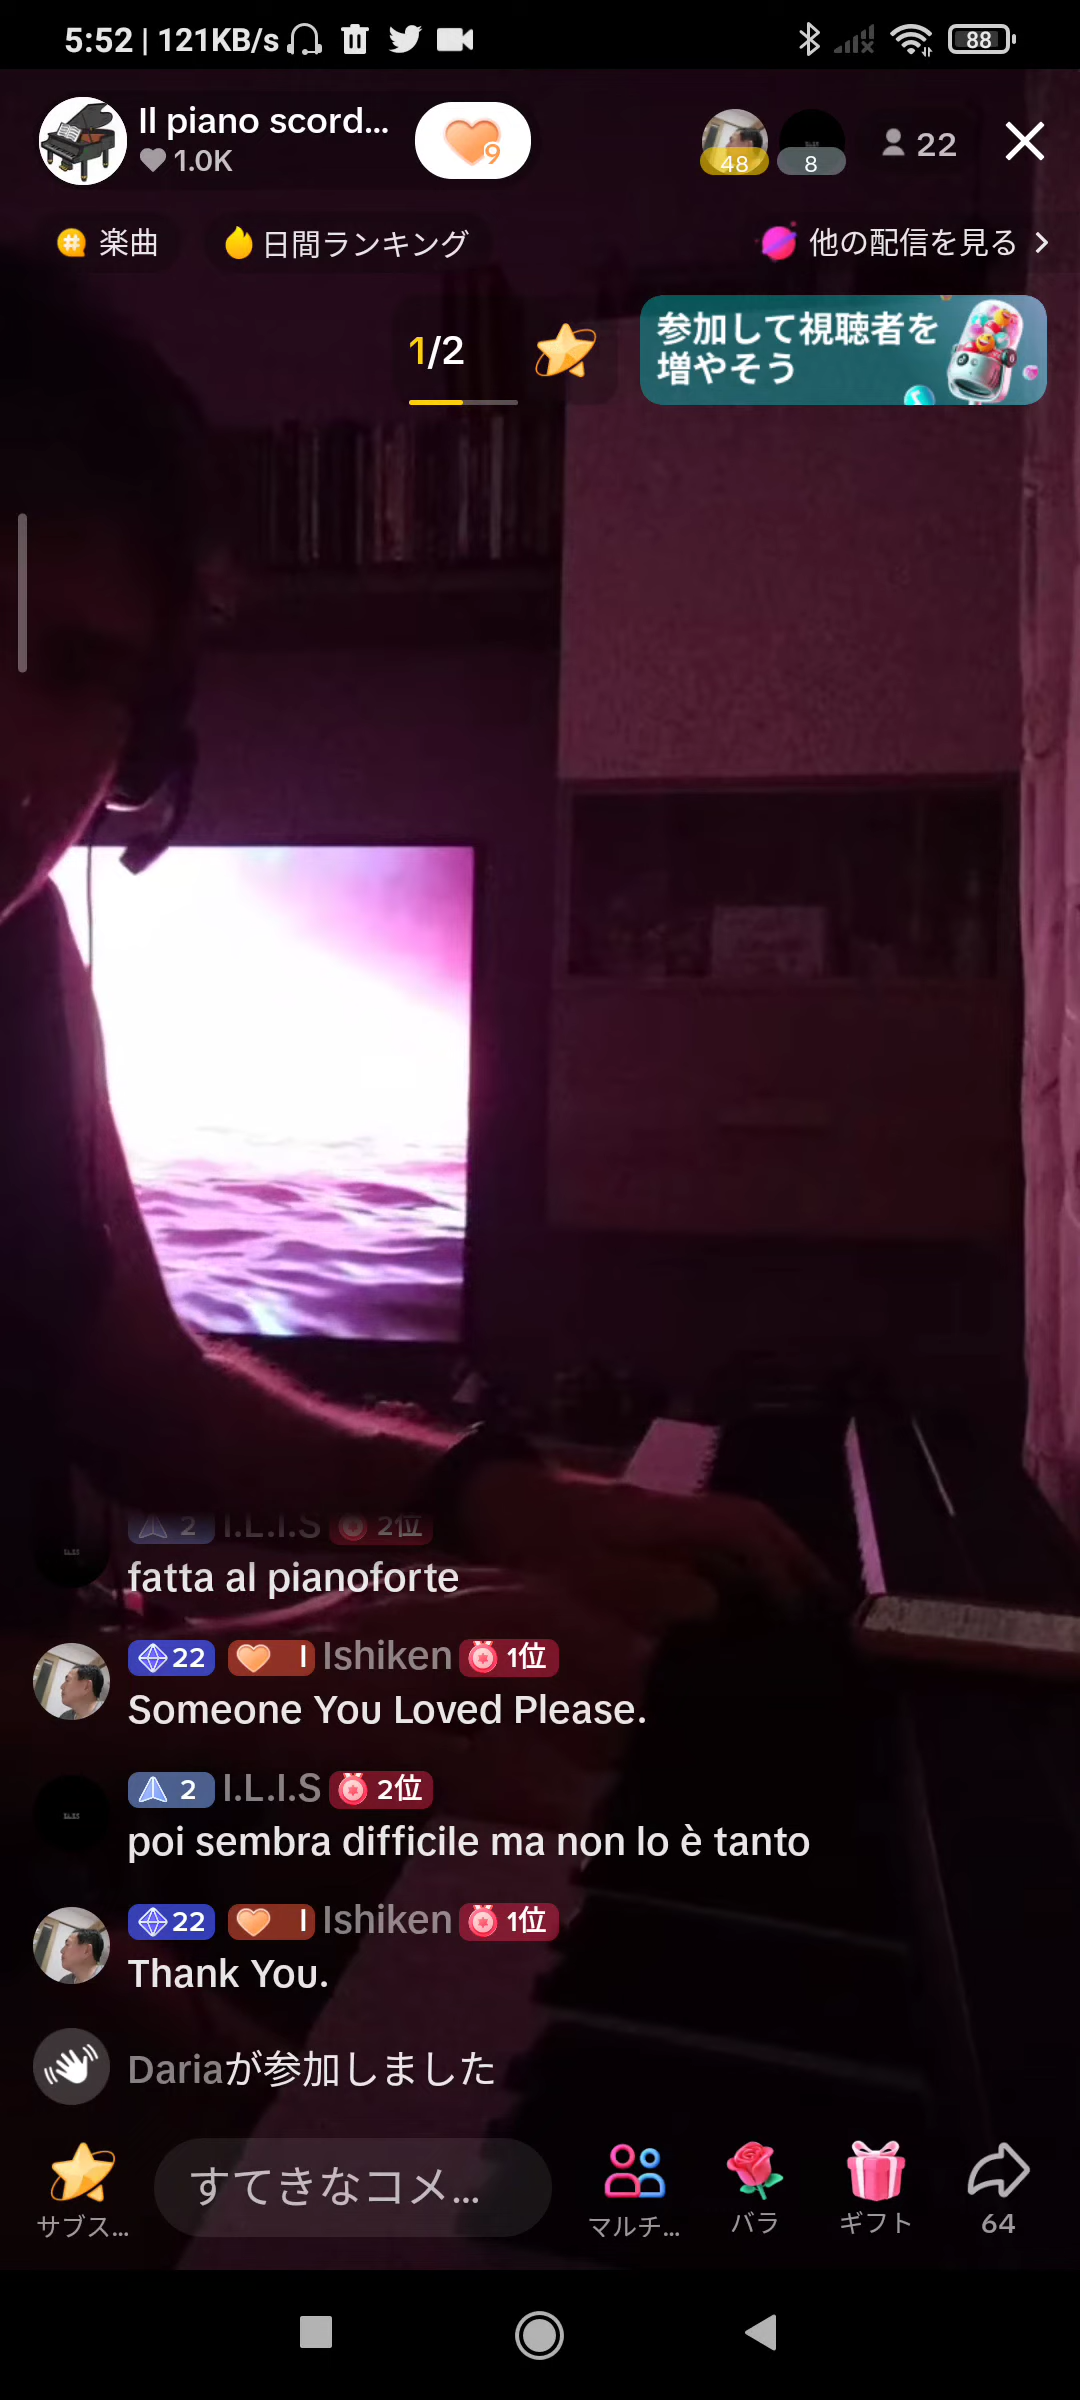 5:52 | 121KB/s
88
Il piano scord...
1.0K
9
48
8
22
楽曲
日間ランキング
他の配信を見る
1/2
参加して視聴者を
増やそう
2 I.L.I.S 2位
fatta al pianoforte
22 I Ishiken 1位
Someone You Loved Please.
2 I.L.I.S 2位
poi sembra difficile ma non lo è tanto
22 I Ishiken 1位
Thank You.
Dariaが参加しました
すてきなコメ...
サブス...
マルチ...
バラ
ギフト
64